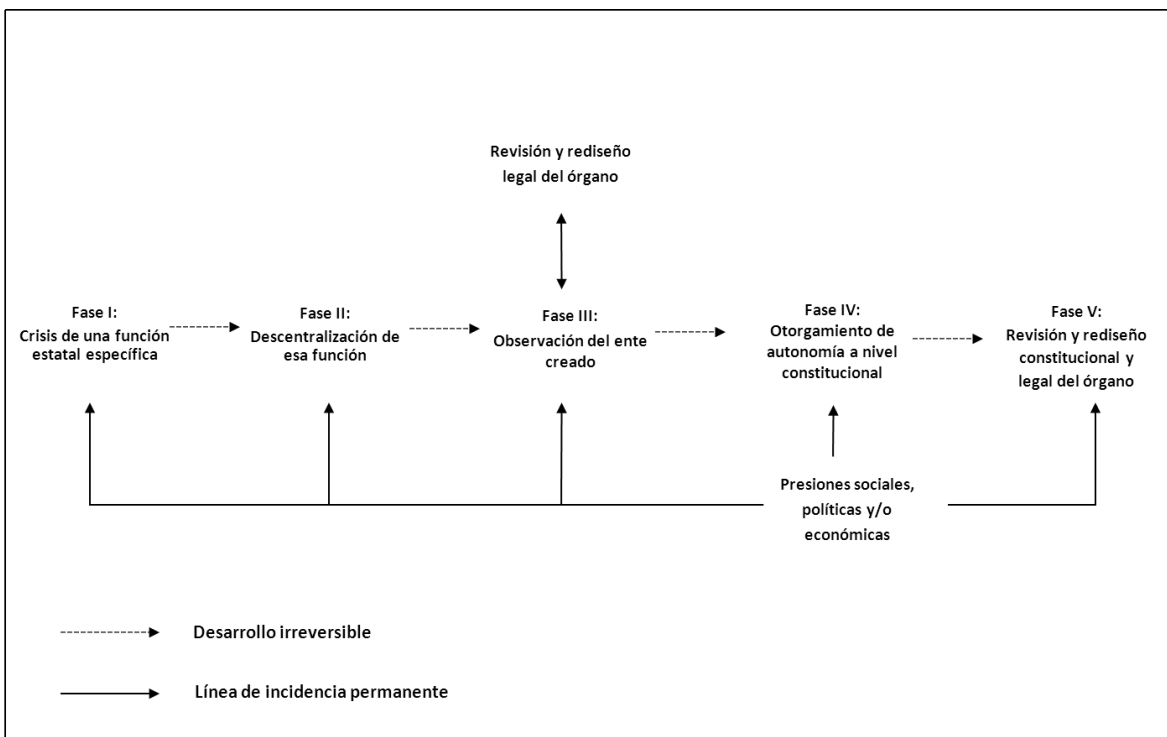 Revisión y rediseño
legal del órgano
Fase I:
Crisis de una función
estatal específica
Fase II:
Descentralización de
esa función
Fase III:
Observación del ente
creado
Fase IV:
Otorgamiento de
autonomía a nivel
constitucional
Fase V:
Revisión y rediseño
constitucional y
legal del órgano
Presiones sociales,
políticas y/o
económicas
Desarrollo irreversible
Línea de incidencia permanente